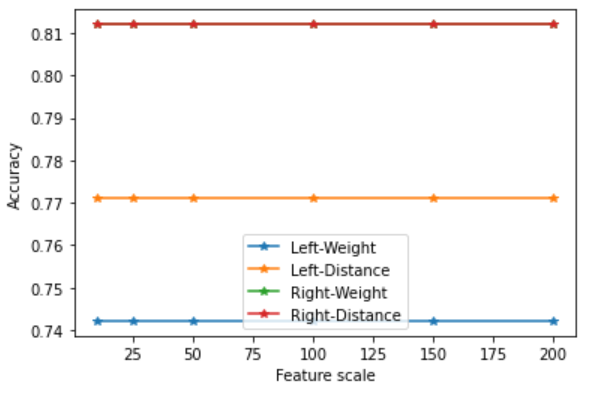 0.81
0.80
0.79
0.78
0.77
0.76
0.75
0.74
Accuracy
Left-Weight
Left-Distance
Right-Weight
Right-Distance
25 50 75 100 125 150 175 200
Feature scale